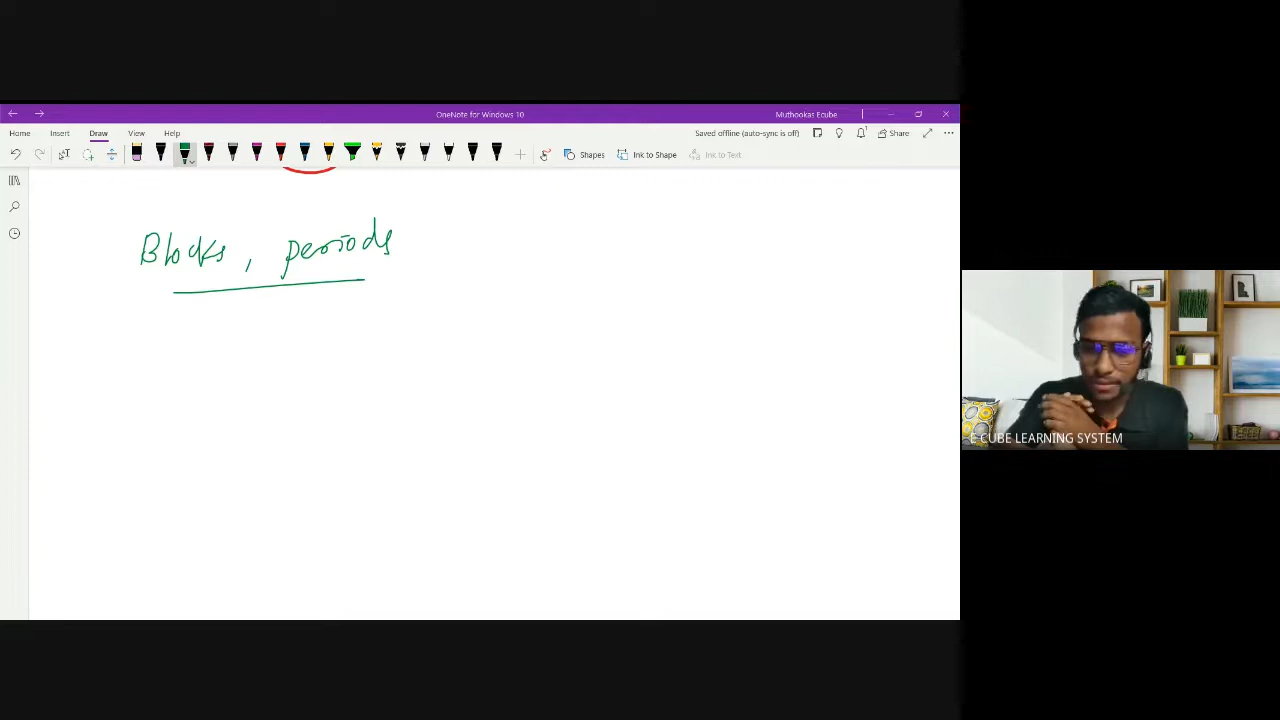 OneNote for Windows 10
Muthookas Ecube
Home Insert Draw View Help
Saved offline (auto-sync is off)
Share
Shapes
Ink to Shape
Ink to Text
Blocks, periods
E CUBE LEARNING SYSTEM